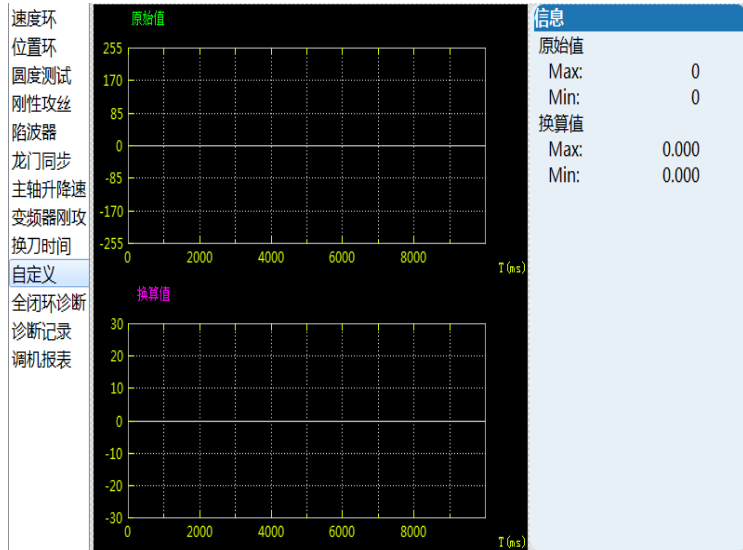 速度环
位置环
圆度测试
刚性攻丝
陷波器
龙门同步
主轴升降速
变频器刚攻
换刀时间
自定义
全闭环诊断
诊断记录
调机报表
原始值
255
170
85
0
-85
-170
-255
0 2000 4000 6000 8000
T(ms)
换算值
30
20
10
0
-10
-20
-30
0 2000 4000 6000 8000
T(ms)
信息
原始值
Max: 0
Min: 0
换算值
Max: 0.000
Min: 0.000